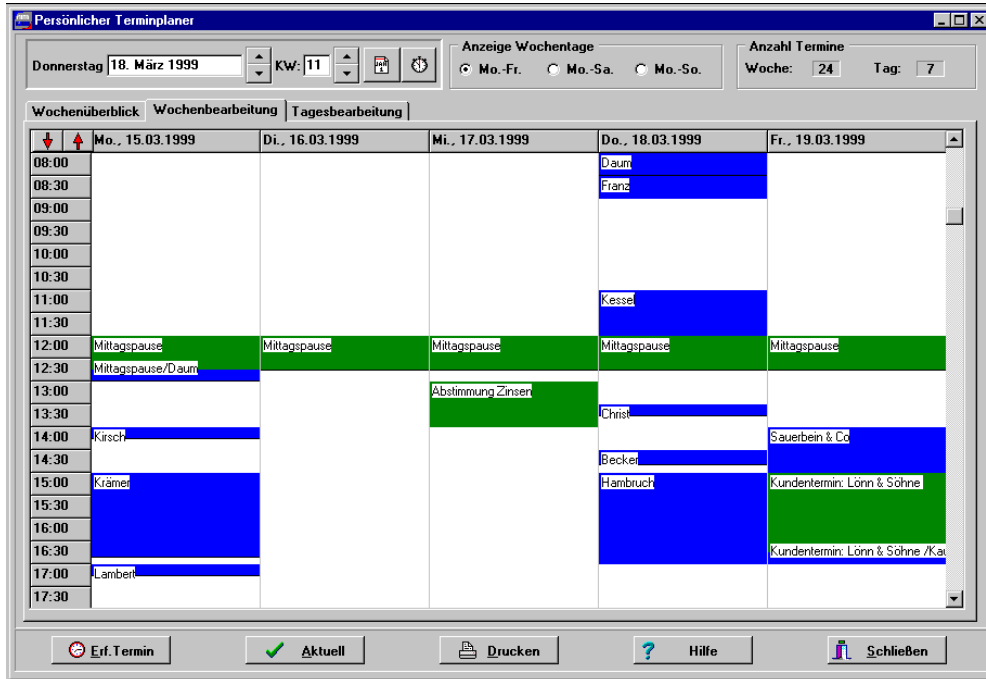 Persönlicher Terminplaner
Donnerstag 18. März 1999 KW: 11
Anzeige Wochentage
Mo.-Fr. Mo.-Sa. Mo.-So.
Anzahl Termine
Woche: 24 Tag: 7
Wochenüberblick Wochenbearbeitung Tagesbearbeitung
Mo., 15.03.1999 Di., 16.03.1999 Mi., 17.03.1999 Do., 18.03.1999 Fr., 19.03.1999
08:00 Daum
08:30 Franz
09:00
09:30
10:00
10:30
11:00 Kessel
11:30
12:00 Mittagspause Mittagspause Mittagspause Mittagspause Mittagspause
12:30 Mittagspause/Daum
13:00 Abstimmung Zinsen
13:30 Christ
14:00 Kirsch Sauerbein & Co
14:30 Becker
15:00 Krämer Hambruch Kundentermin: Lönn & Söhne
15:30
16:00
16:30 Kundentermin: Lönn & Söhne /Kau
17:00 Lambert
17:30
Erf.Termin Aktuell Drucken Hilfe Schließen